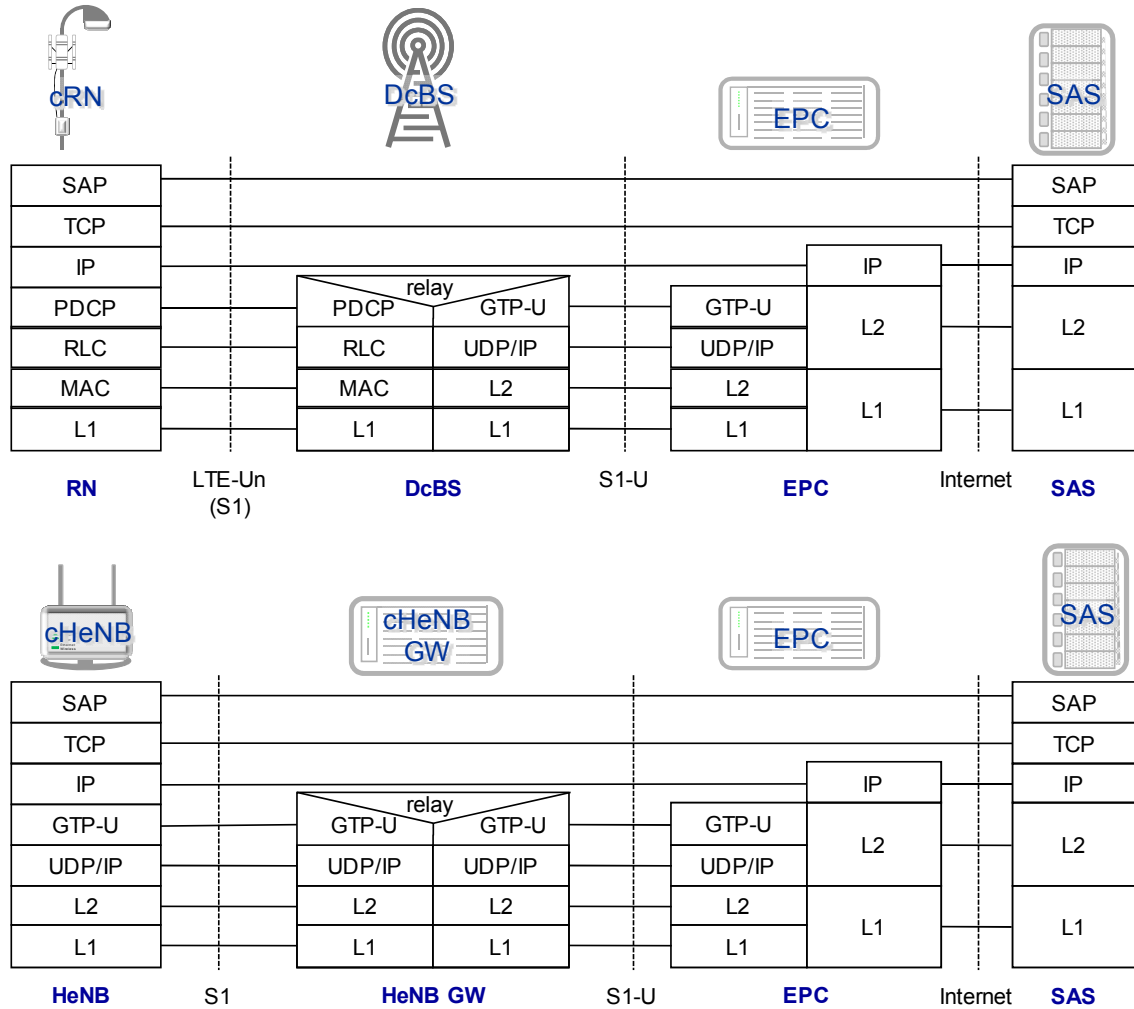 cRN
DcBS
EPC
SAS
SAP SAP
TCP TCP
IP IP IP
relay
PDCP PDCP GTP-U GTP-U L2 L2
RLC RLC UDP/IP UDP/IP
MAC MAC L2 L2 L1 L1
L1 L1 L1 L1
RN LTE-Un DcBS S1-U EPC Internet SAS
(S1)
cHeNB
cHeNB
GW
EPC
SAS
SAP SAP
TCP TCP
IP IP IP
relay
GTP-U GTP-U GTP-U GTP-U L2 L2
UDP/IP UDP/IP UDP/IP UDP/IP
L2 L2 L2 L2 L1 L1
L1 L1 L1 L1
HeNB S1 HeNB GW S1-U EPC Internet SAS